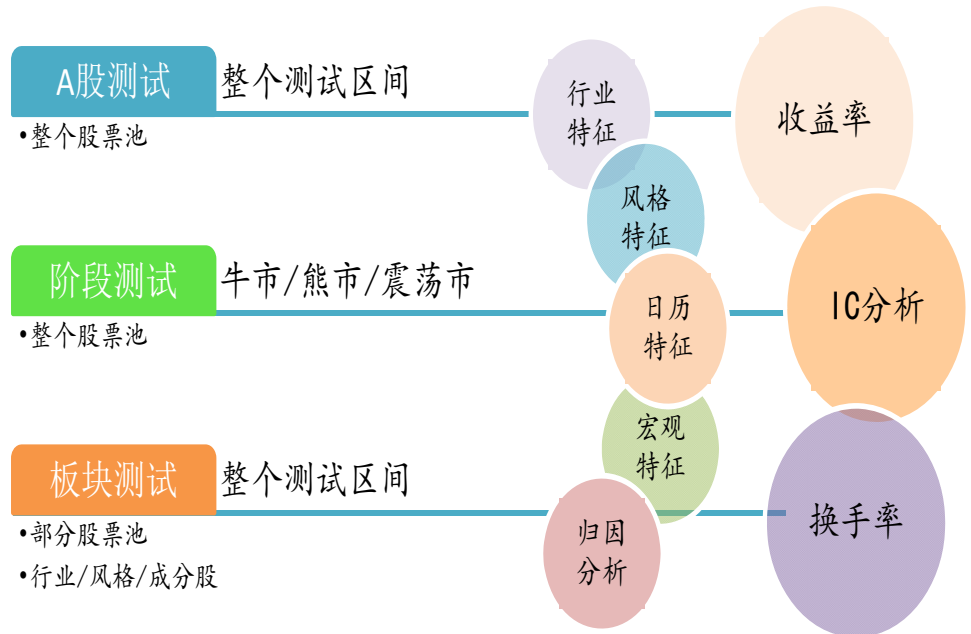 A股测试
整个测试区间
•整个股票池
行业
特征
收益率
风格
特征
阶段测试
牛市/熊市/震荡市
•整个股票池
日历
特征
IC分析
宏观
特征
板块测试
整个测试区间
•部分股票池
•行业/风格/成分股
归因
分析
换手率